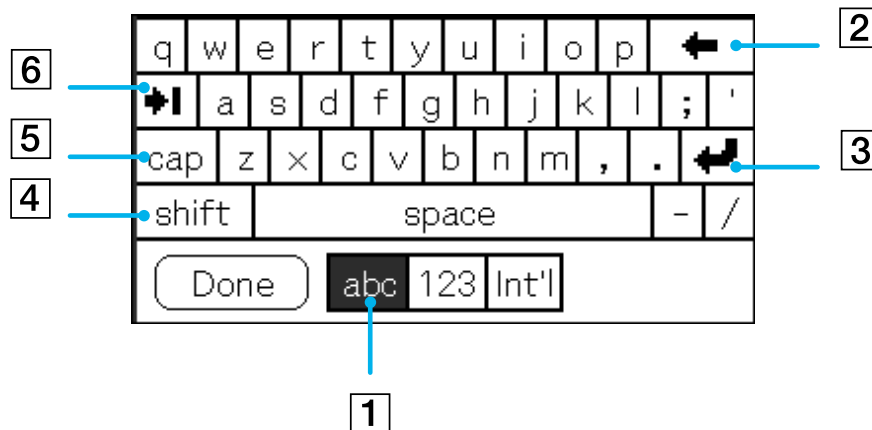 q w e r t y u i o p
2
6
a s d f g h j k l ; '
5
cap z x c v b n m , .
3
4
shift space - /
Done abc 123 Int'l
1